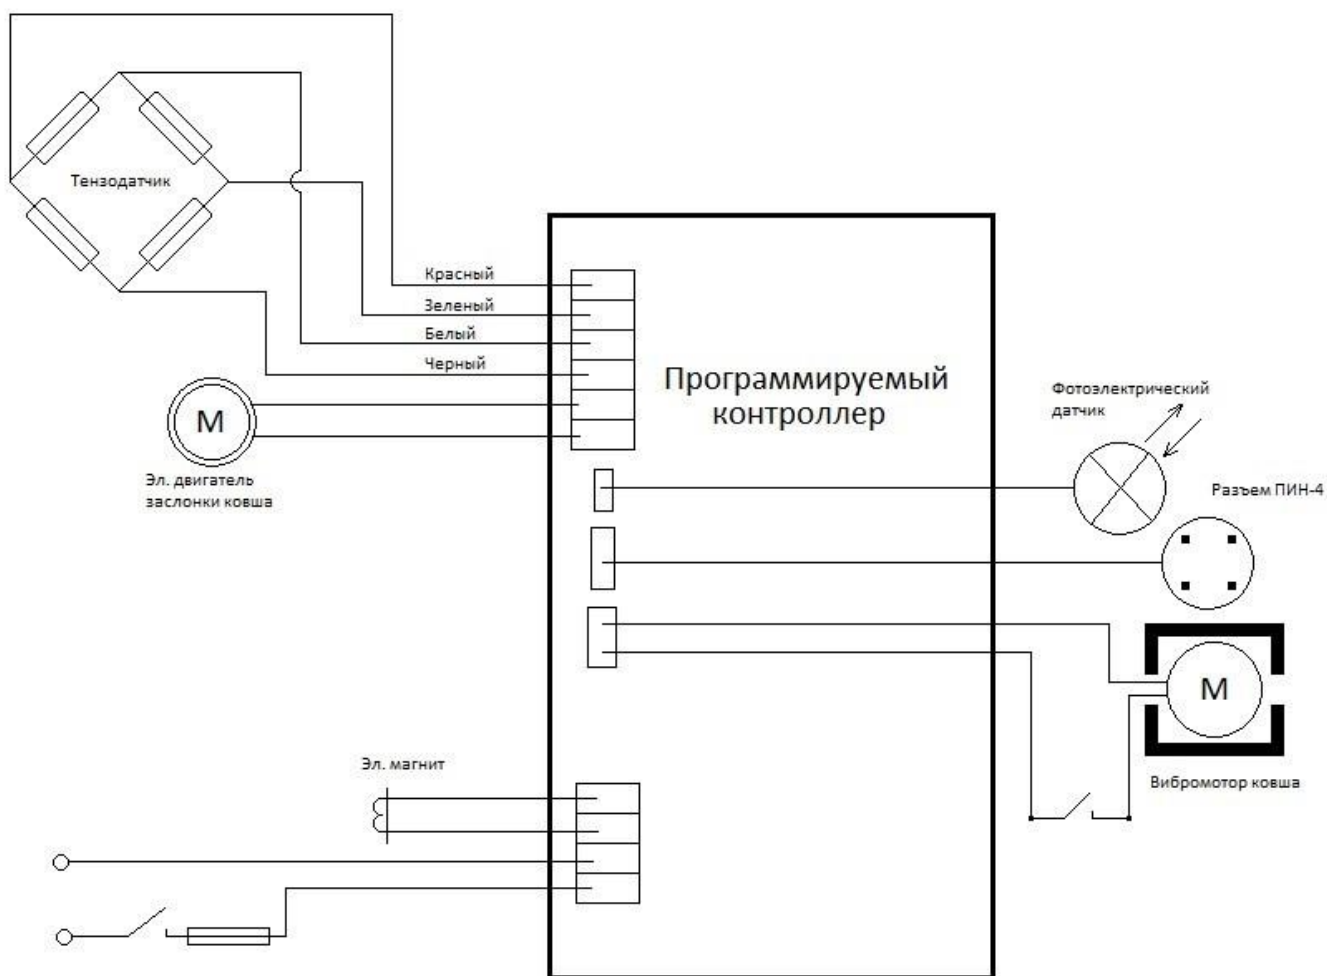 Тензодатчик
Красный
Зеленый
Белый
Черный
М
Эл. двигатель
заслонки ковша
Программируемый
контроллер
Фотоэлектрический
датчик
Разъем ПИН-4
М
Вибромотор ковша
Эл. магнит